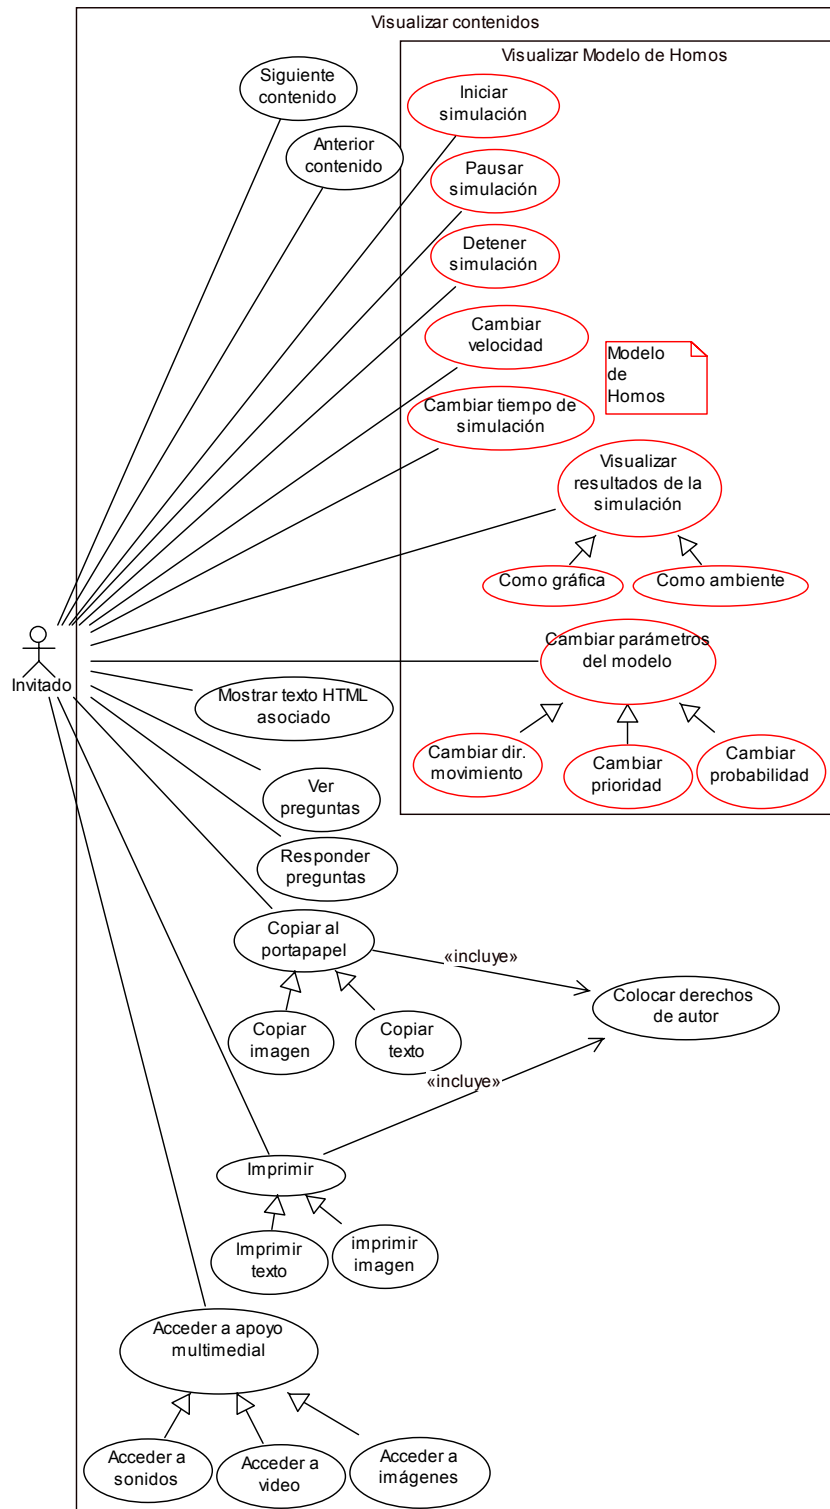 Visualizar contenidos
Visualizar Modelo de Homos
Siguiente
contenido
Iniciar
simulación
Anterior
contenido
Pausar
simulación
Detener
simulación
Cambiar
velocidad
Modelo
de
Homos
Cambiar tiempo de
simulación
Visualizar
resultados de la
simulación
Como gráfica
Como ambiente
Cambiar parámetros
del modelo
Invitado
Mostrar texto HTML
asociado
Cambiar dir.
movimiento
Cambiar
prioridad
Cambiar
probabilidad
Ver
preguntas
Responder
preguntas
Copiar al
portapapel
«incluye»
Colocar derechos
de autor
Copiar
imagen
Copiar
texto
«incluye»
Imprimir
Imprimir
texto
imprimir
imagen
Acceder a apoyo
multimedial
Acceder a
sonidos
Acceder a
video
Acceder a
imágenes